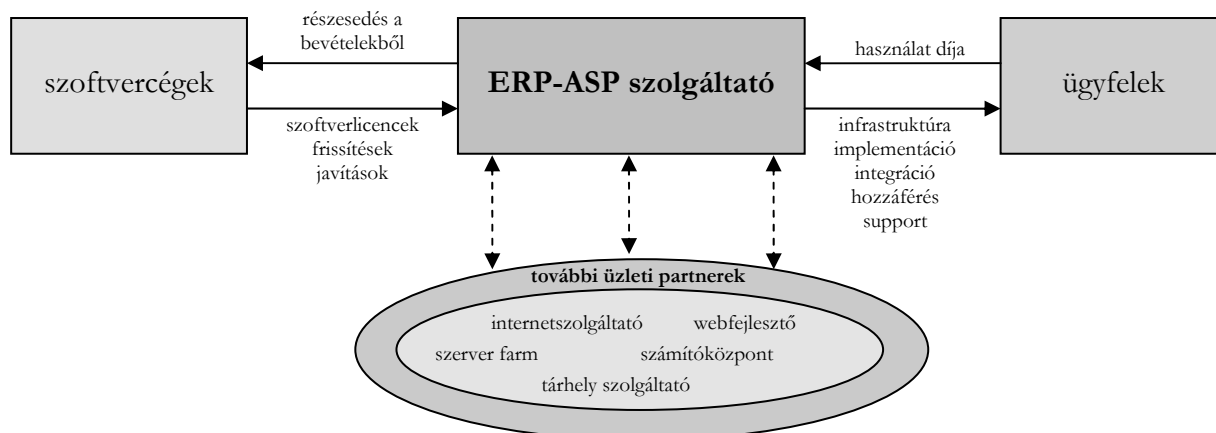 részesedés a
bevételekből
szoftvercégek
szoftverlicencek
frissítések
javítások
ERP-ASP szolgáltató
használat díja
ügyfelek
infrastruktúra
implementáció
integráció
hozzáférés
support
további üzleti partnerek
internetszolgáltató webfejlesztő
szerver farm számítóközpont
tárhely szolgáltató